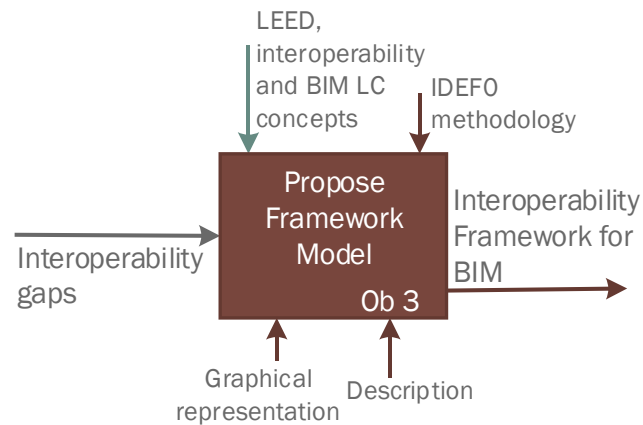 LEED,
interoperability
and BIM LC
concepts
IDEF0
methodology
Propose
Framework
Model
Ob 3
Interoperability
gaps
Interoperability
Framework for
BIM
Graphical
representation
Description